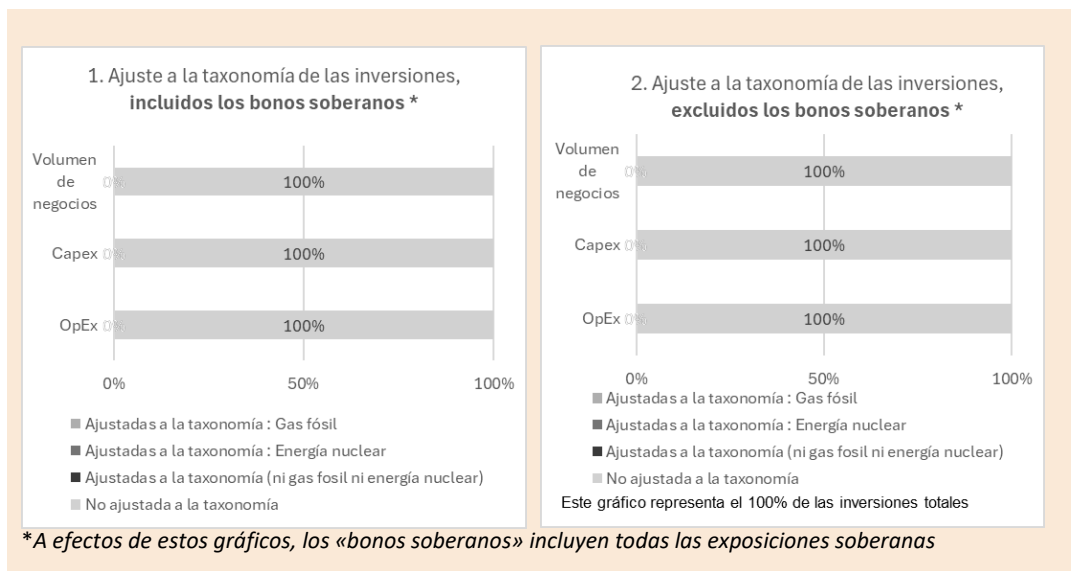 1. Ajuste a la taxonomía de las inversiones,
incluidos los bonos soberanos *
Volumen
de
negocios
0%
100%
Capex
0%
100%
OpEx
0%
100%
0%
50%
100%
Ajustadas a la taxonomía : Gas fósil
Ajustadas a la taxonomía : Energía nuclear
Ajustadas a la taxonomía (ni gas fosil ni energía nuclear)
No ajustada a la taxonomía
2. Ajuste a la taxonomía de las inversiones,
excluidos los bonos soberanos *
Volumen
de
negocios
0%
100%
Capex
0%
100%
OpEx
0%
100%
0%
50%
100%
Ajustadas a la taxonomía : Gas fósil
Ajustadas a la taxonomía : Energía nuclear
Ajustadas a la taxonomía (ni gas fosil ni energía nuclear)
No ajustada a la taxonomía
Este gráfico representa el 100% de las inversiones totales
*A efectos de estos gráficos, los «bonos soberanos» incluyen todas las exposiciones soberanas